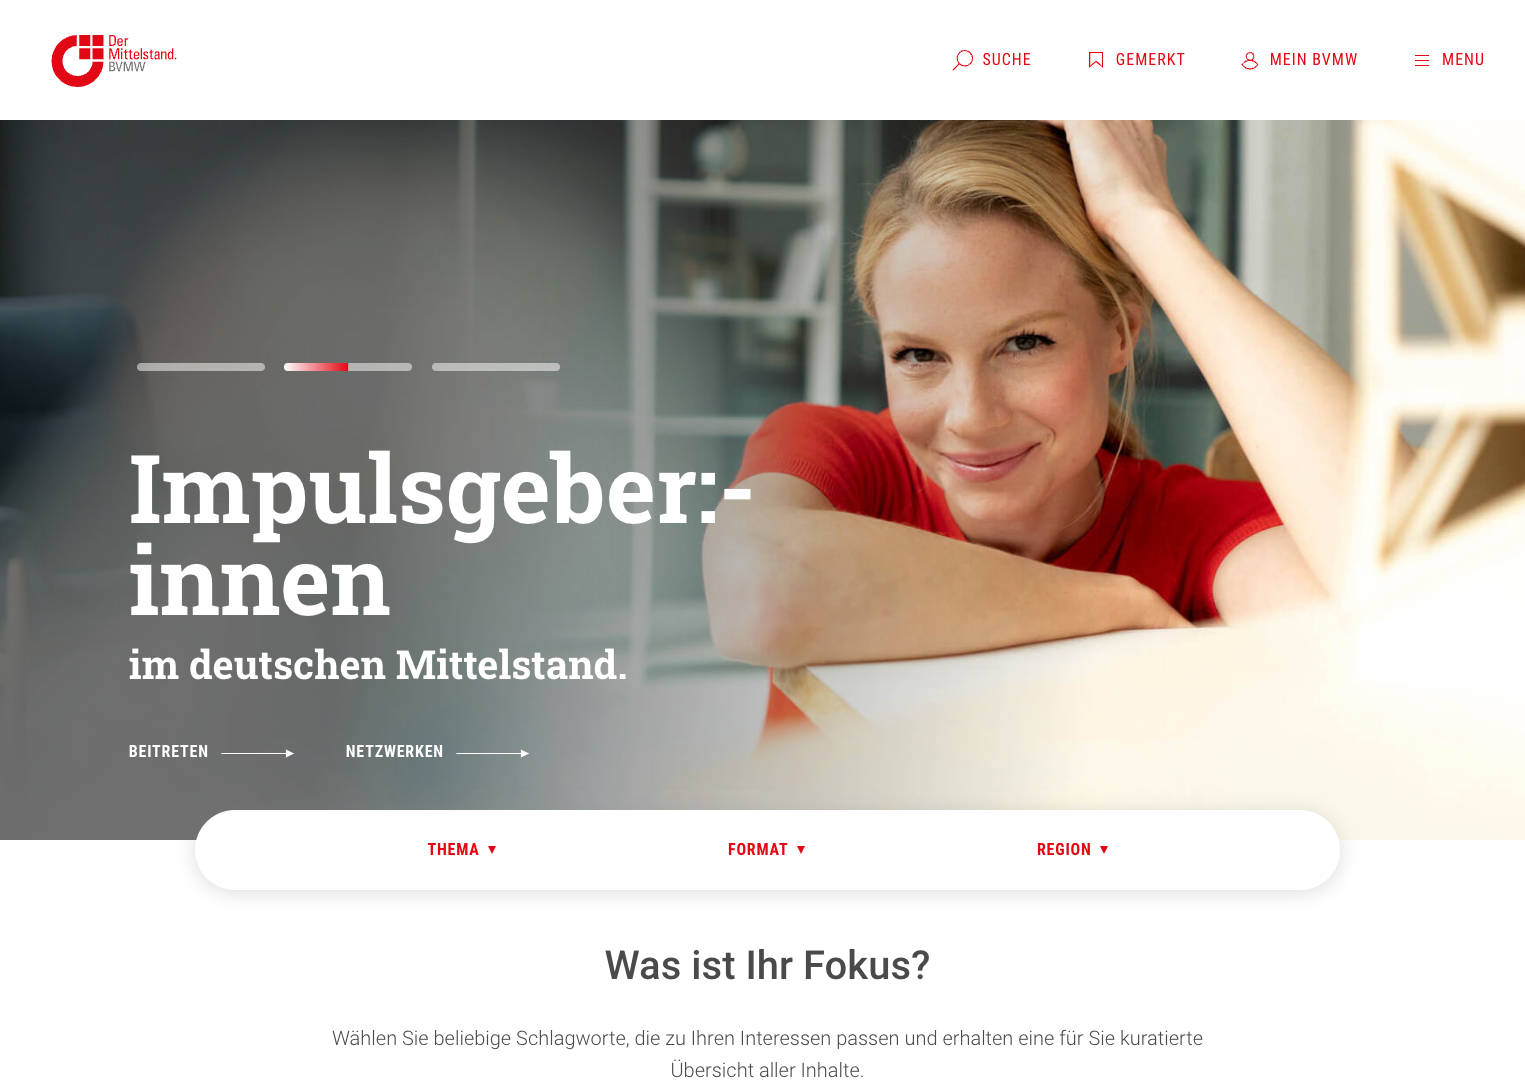 Der
Mittelstand.
BVMW
SUCHE
GEMERKT
MEIN BVMW
MENU
Impulsgeber:-
innen
im deutschen Mittelstand.
BEITRETEN
NETZWERKEN
THEMA
FORMAT
REGION
Was ist Ihr Fokus?
Wählen Sie beliebige Schlagworte, die zu Ihren Interessen passen und erhalten eine für Sie kuratierte
Übersicht aller Inhalte.